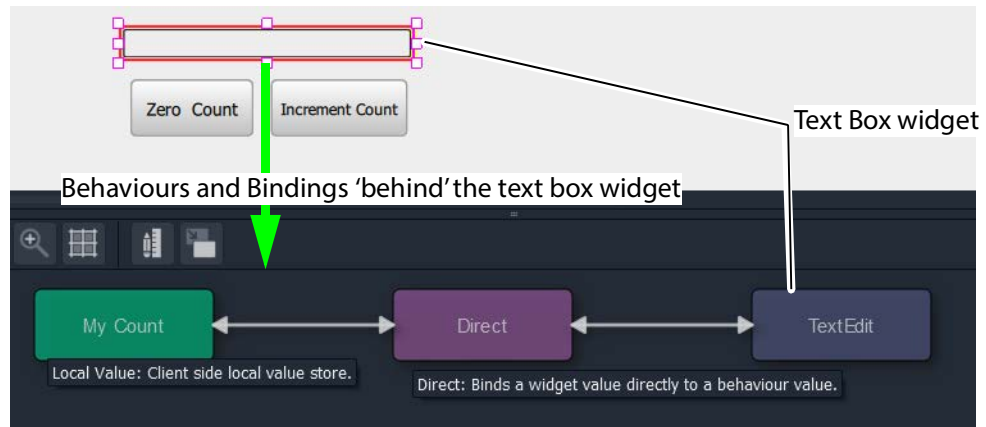 Zero Count
Increment Count
Text Box widget
Behaviours and Bindings ‘behind’ the text box widget
My Count
Direct
TextEdit
Local Value: Client side local value store.
Direct: Binds a widget value directly to a behaviour value.